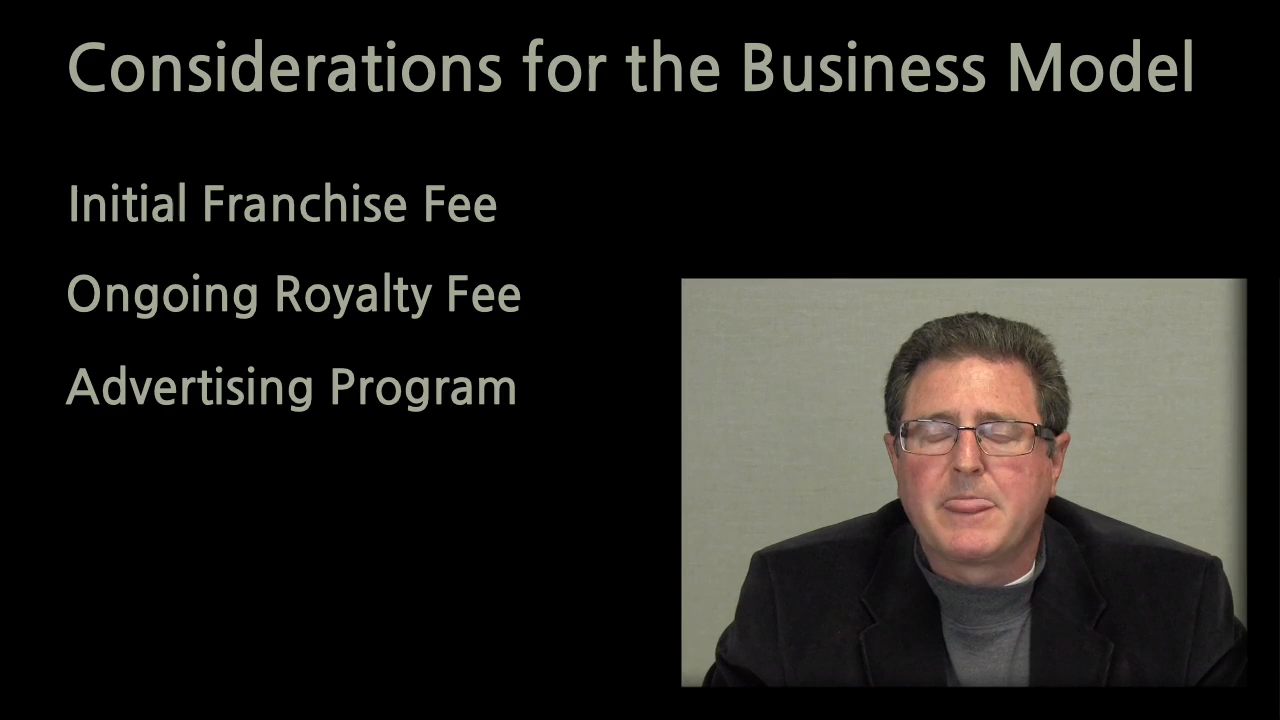 Considerations for the Business Model
Initial Franchise Fee
Ongoing Royalty Fee
Advertising Program